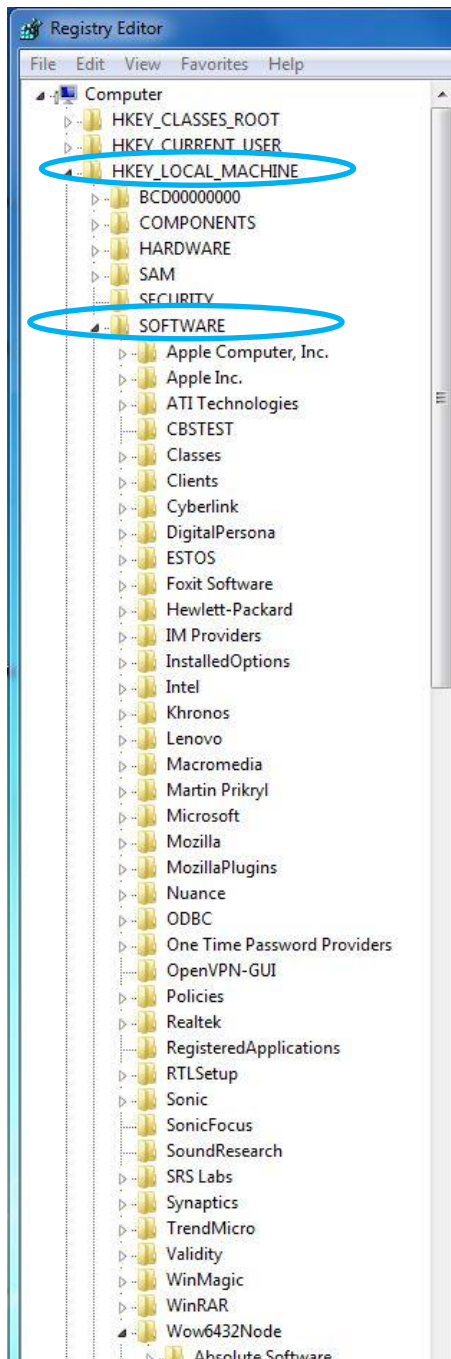 Registry Editor
File Edit View Favorites Help
Computer
HKEY_CLASSES_ROOT
HKEY_CURRENT_USER
HKEY_LOCAL_MACHINE
BCD00000000
COMPONENTS
HARDWARE
SAM
SECURITY
SOFTWARE
Apple Computer, Inc.
Apple Inc.
ATI Technologies
CBSTEST
Classes
Clients
Cyberlink
DigitalPersona
ESTOS
Foxit Software
Hewlett-Packard
IM Providers
InstalledOptions
Intel
Khronos
Lenovo
Macromedia
Martin Prikryl
Microsoft
Mozilla
MozillaPlugins
Nuance
ODBC
One Time Password Providers
OpenVPN-GUI
Policies
Realtek
RegisteredApplications
RTLSetup
Sonic
SonicFocus
SoundResearch
SRS Labs
Synaptics
TrendMicro
Validity
WinMagic
WinRAR
Wow6432Node
Absolute Software